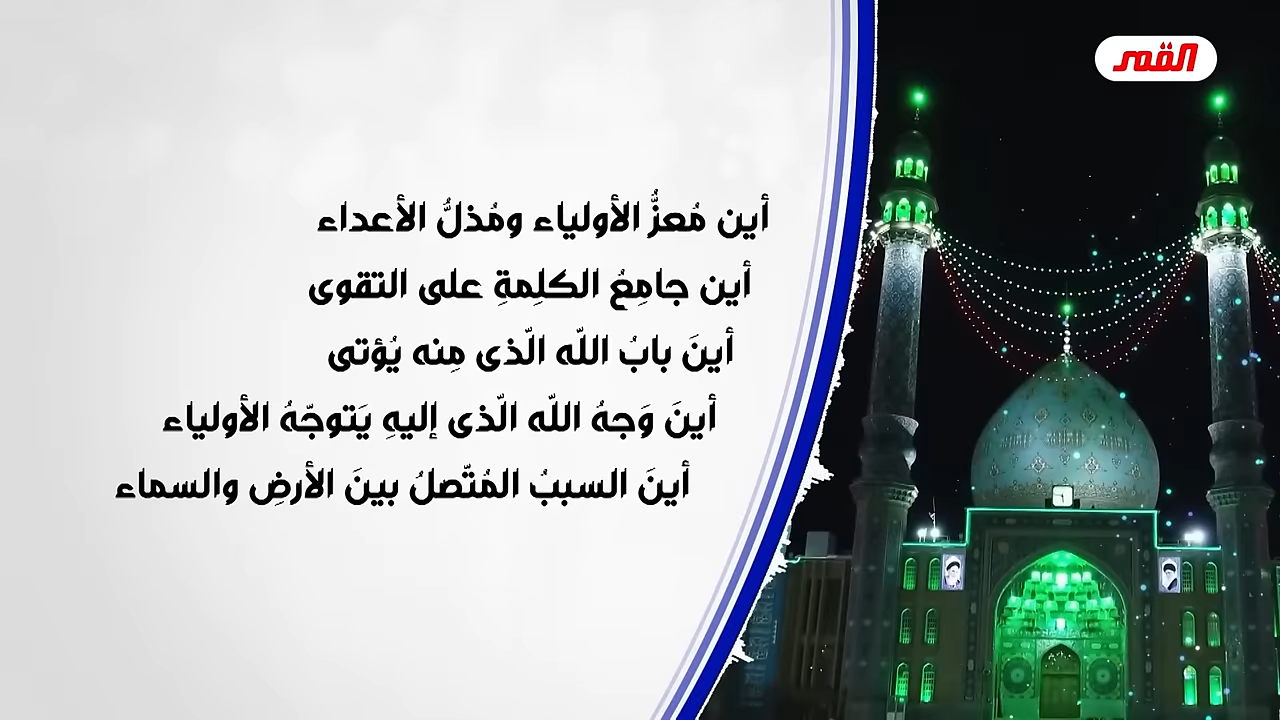 القمر
أين مُعزُّ الأولياء ومُذلُّ الأعداء
أين جامِعُ الكلِمةِ على التقوى
أينَ بابُ اللّه الّذى مِنه يُؤتى
أينَ وَجهُ اللّه الّذى إليهِ يَتوجّهُ الأولياء
أينَ السببُ المُتّصلُ بينَ الأرضِ والسماء